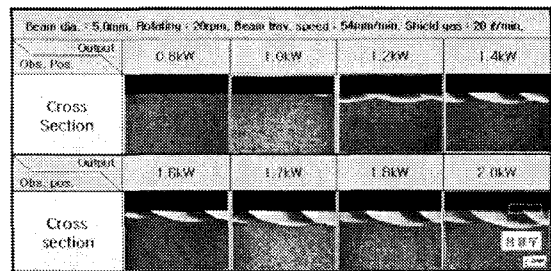 Beam dia. : 5.0mm, Rotating : 20rpm, Beam trav. speed : 54mm/min, Shield gas : 20 ℓ/min,
Output
Obs. Pos.
0.8kW 1.0kW 1.2kW 1.4kW
Cross
Section
Output
Obs. pos.
1.6kW 1.7kW 1.8kW 2.0kW
Cross
section